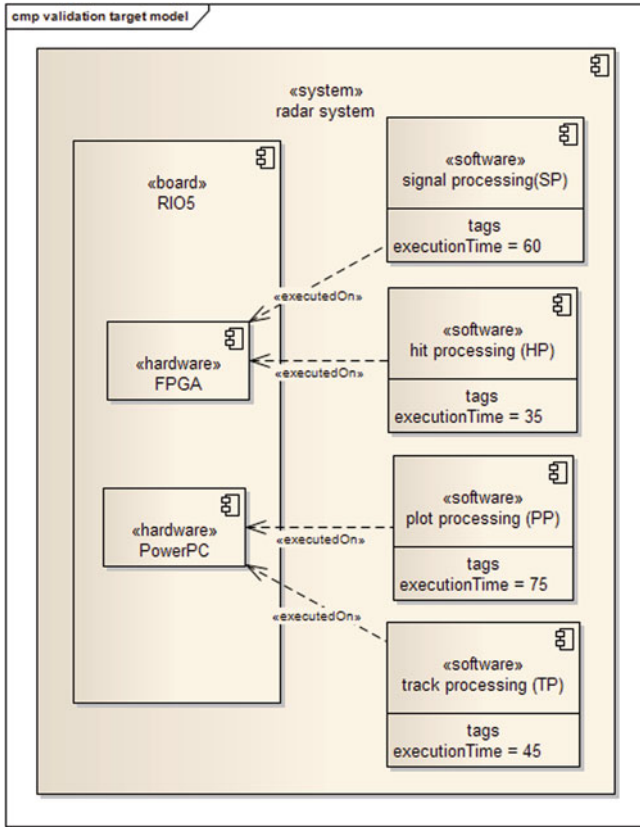 cmp validation target model
«system»
radar system
«board»
RIO5
«software»
signal processing(SP)
tags
executionTime = 60
«executedOn»
«hardware»
FPGA
«executedOn»
«software»
hit processing (HP)
tags
executionTime = 35
«hardware»
PowerPC
«executedOn»
«software»
plot processing (PP)
tags
executionTime = 75
«executedOn»
«software»
track processing (TP)
tags
executionTime = 45